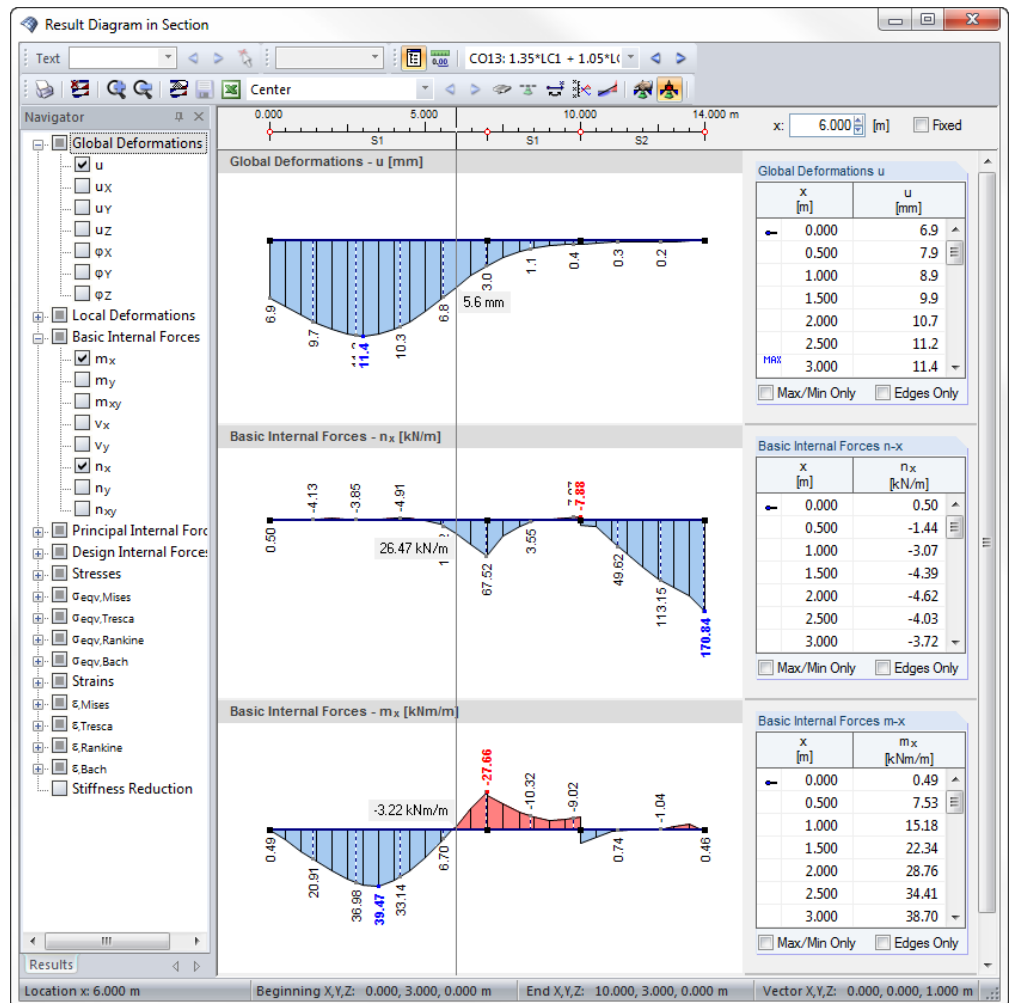 Result Diagram in Section
Text CO13: 1.35*LC1 + 1.05*L
Center
Navigator
Global Deformations
u
uX
uY
uZ
φX
φY
φZ
Local Deformations
Basic Internal Forces
mx
my
mxy
vx
vy
nx
ny
nxy
Principal Internal Forc
Design Internal Force
Stresses
σeqv,Mises
σeqv,Tresca
σeqv,Rankine
σeqv,Bach
Strains
ε,Mises
ε,Tresca
ε,Rankine
ε,Bach
Stiffness Reduction
Results
0.000 5.000 10.000 14.000 m
S1 S1 S2
x: 6.000 [m] Fixed
Global Deformations - u [mm]
6.9 9.7 11.4 10.3 6.8 3.0 1.1 0.4 0.3 0.2
5.6 mm
Global Deformations u
x u
[m] [mm]
0.000 6.9
0.500 7.9
1.000 8.9
1.500 9.9
2.000 10.7
2.500 11.2
MAX 3.000 11.4
Max/Min Only Edges Only
Basic Internal Forces - nx [kN/m]
-4.13 -3.85 -4.91 -7.88
0.50 67.52 3.55 49.62 113.15 170.84
26.47 kN/m
Basic Internal Forces n-x
x nx
[m] [kN/m]
0.000 0.50
0.500 -1.44
1.000 -3.07
1.500 -4.39
2.000 -4.62
2.500 -4.03
3.000 -3.72
Max/Min Only Edges Only
Basic Internal Forces - mx [kNm/m]
-27.66 -10.32 -9.02 -1.04
-3.22 kNm/m
0.49 20.91 36.98 39.47 33.14 6.70 0.74 0.46
Basic Internal Forces m-x
x mx
[m] [kNm/m]
0.000 0.49
0.500 7.53
1.000 15.18
1.500 22.34
2.000 28.76
2.500 34.41
3.000 38.70
Max/Min Only Edges Only
Location x: 6.000 m Beginning X,Y,Z: 0.000, 3.000, 0.000 m End X,Y,Z: 10.000, 3.000, 0.000 m Vector X,Y,Z: 0.000, 0.000, 1.000 m